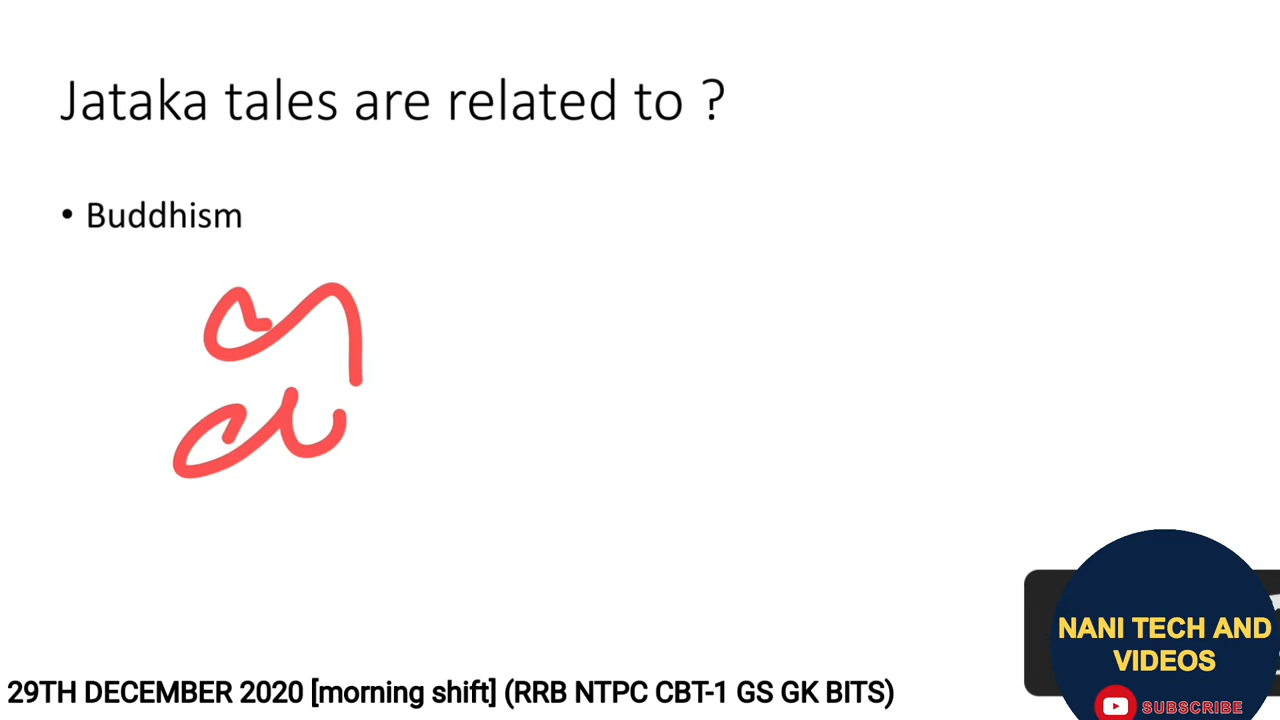 Jataka tales are related to ?
• Buddhism
29TH DECEMBER 2020 [morning shift] (RRB NTPC CBT-1 GS GK BITS)
NANI TECH AND
VIDEOS
SUBSCRIBE